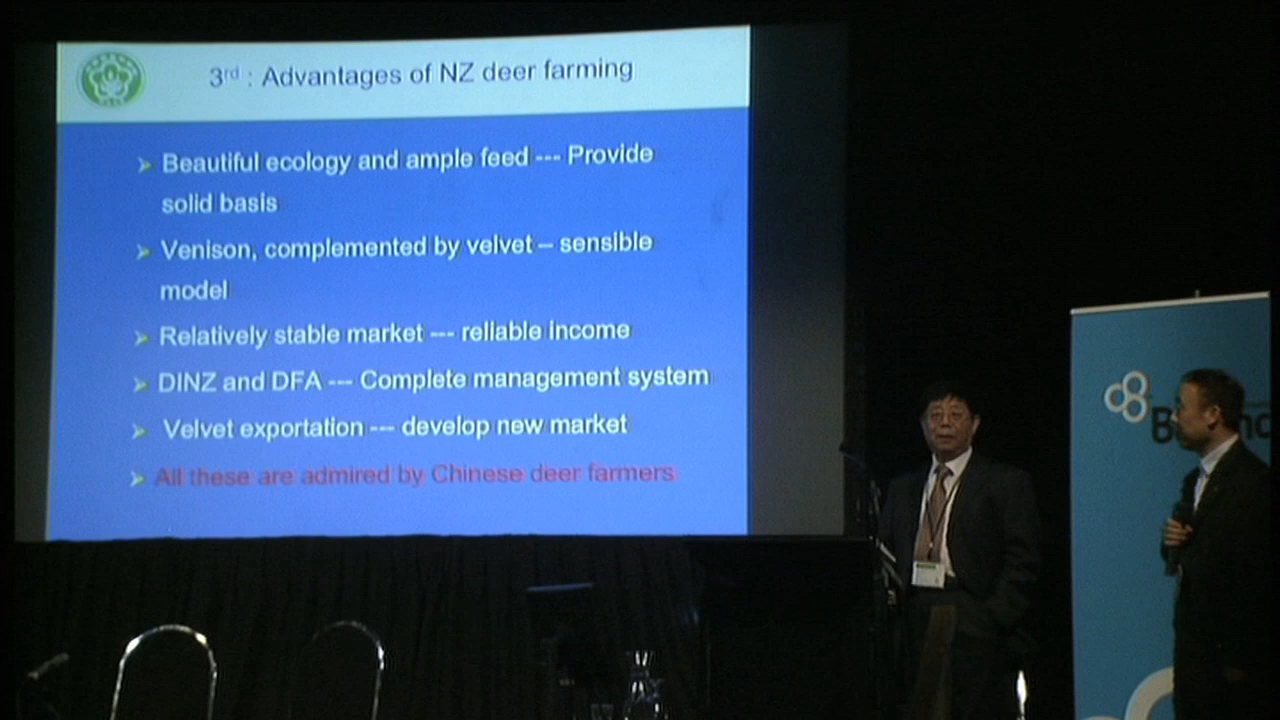 3rd : Advantages of NZ deer farming
Beautiful ecology and ample feed --- Provide
solid basis
Venison, complemented by velvet – sensible
model
Relatively stable market --- reliable income
DINZ and DFA --- Complete management system
Velvet exportation --- develop new market
All these are admired by Chinese deer farmers